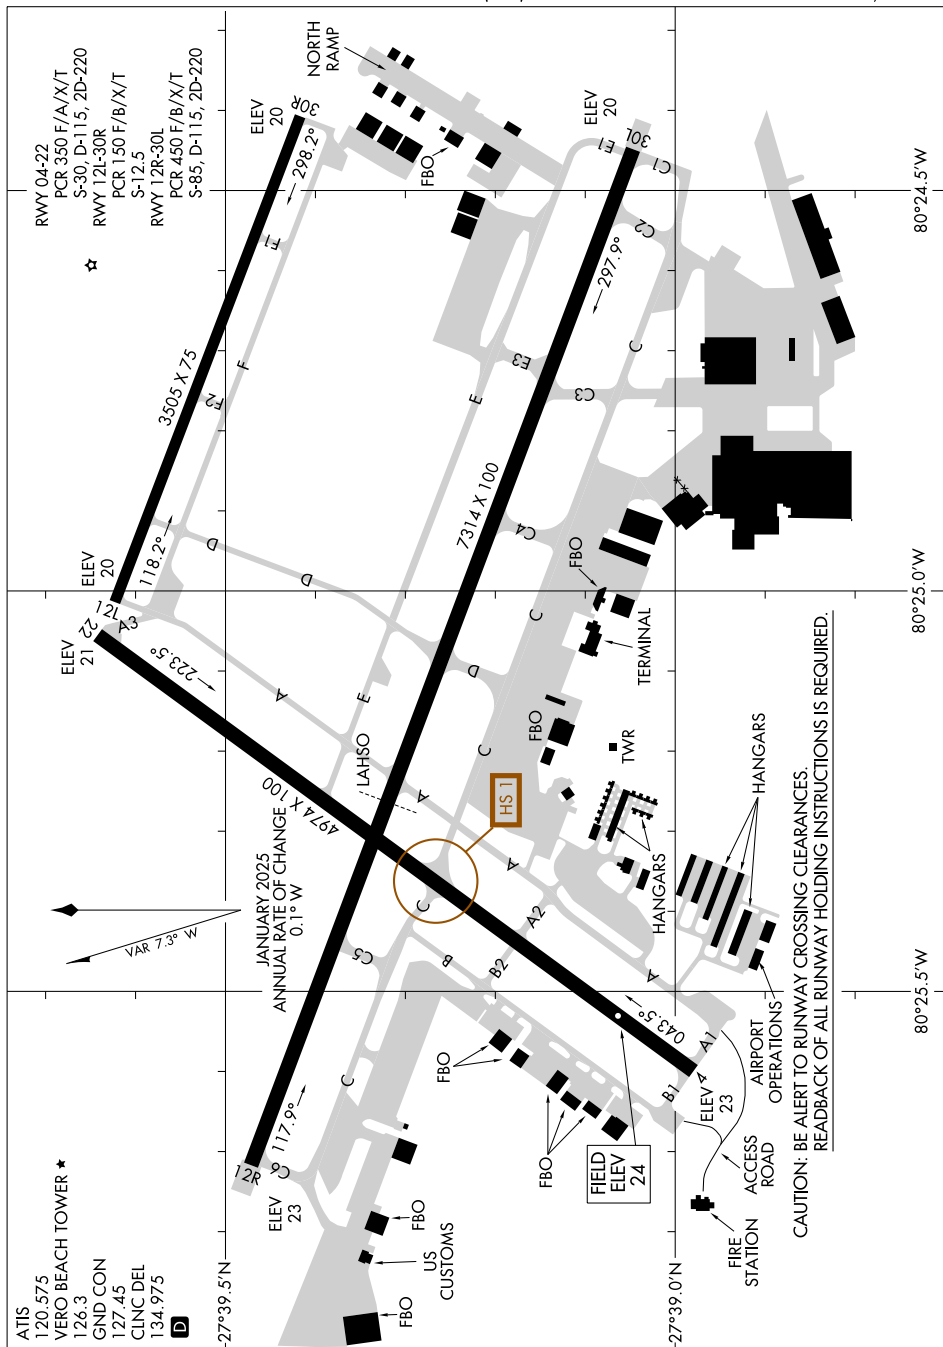 ATIS
120.575
VERO BEACH TOWER ★
126.3
GND CON
127.45
CLNC DEL
134.975
D
RWY 04-22
PCR 350 F/A/X/T
S-30, D-115, 2D-220
RWY 12L-30R
PCR 150 F/B/X/T
S-12.5
RWY 12R-30L
PCR 450 F/B/X/T
S-85, D-115, 2D-220
VAR 7.3° W
JANUARY 2025
ANNUAL RATE OF CHANGE
0.1° W
NORTH
RAMP
ELEV
20
30R
298.2°
F1
3505 X 75
F2
F
118.2°
12L
ELEV
20
A3
22
ELEV
21
223.5°
4974 X 100
D
D
A
E
E
E3
FBO
ELEV
20
30L
E1
C1
C2
297.9°
C
C3
7314 X 100
C4
C
FBO
TERMINAL
D
C
FBO
TWR
LAHSO
A
HS 1
A
C
C5
B
B2
A2
HANGARS
HANGARS
A
043.5°
A1
B1
4
ELEV
23
AIRPORT
OPERATIONS
ACCESS
ROAD
FIRE
STATION
FIELD
ELEV
24
FBO
FBO
C
117.9°
12R
C6
ELEV
23
FBO
US
CUSTOMS
FBO
27°39.5'N
27°39.0'N
80°24.5'W
80°25.0'W
80°25.5'W
CAUTION: BE ALERT TO RUNWAY CROSSING CLEARANCES.
READBACK OF ALL RUNWAY HOLDING INSTRUCTIONS IS REQUIRED.